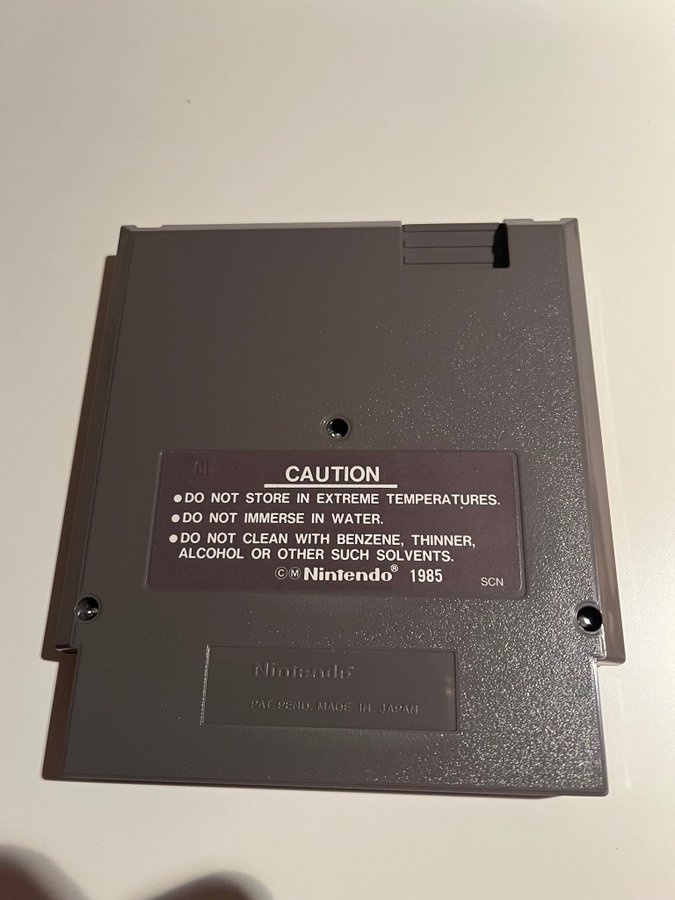 CAUTION
●DO NOT STORE IN EXTREME TEMPERATURES.
●DO NOT IMMERSE IN WATER.
●DO NOT CLEAN WITH BENZENE, THINNER,
ALCOHOL OR OTHER SUCH SOLVENTS.
ⒸⓂNintendo® 1985
SCN
Nintendo
PAT. PEND. MADE IN JAPAN